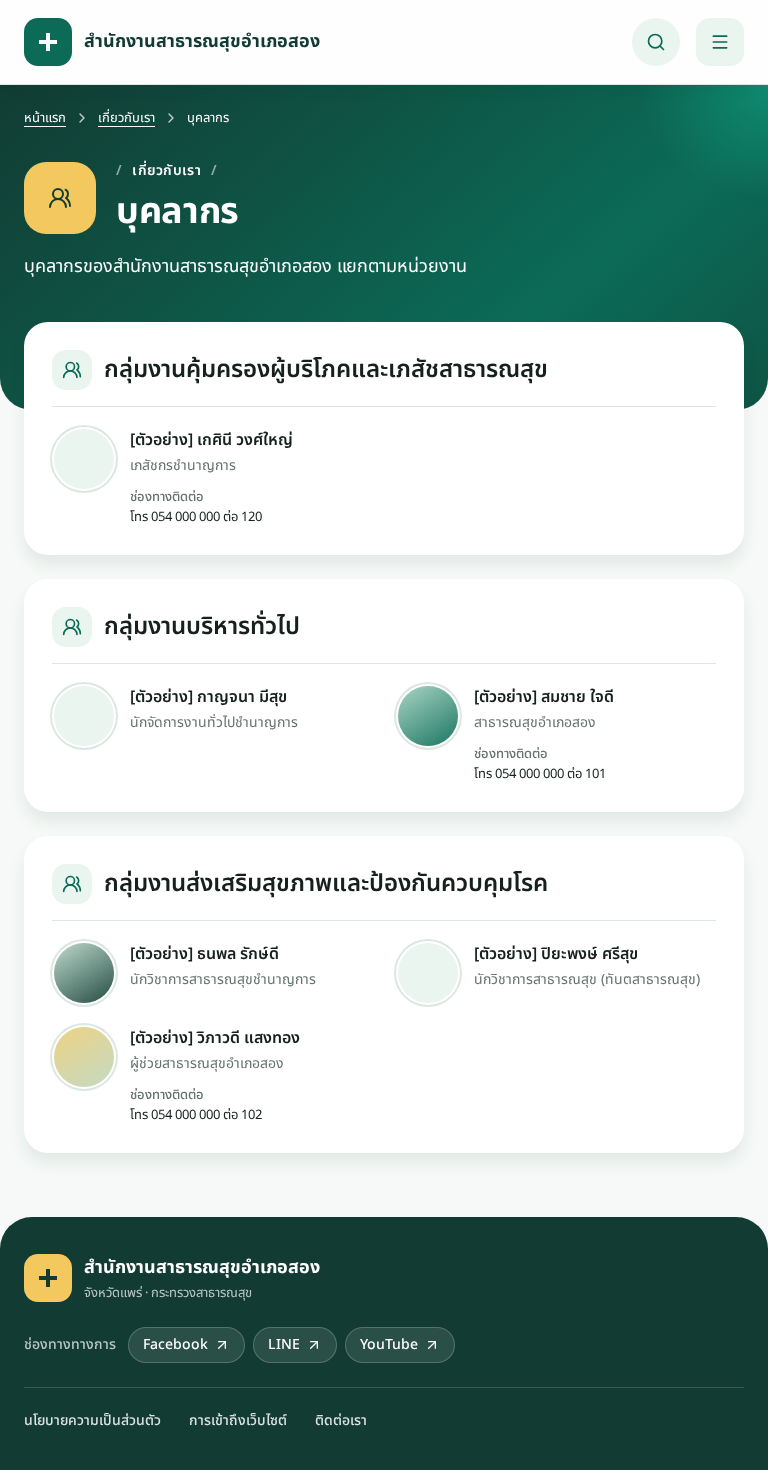 สำนักงานสาธารณสุขอำเภอสอง
หน้าแรก > เกี่ยวกับเรา > บุคลากร
/ เกี่ยวกับเรา /
บุคลากร
บุคลากรของสำนักงานสาธารณสุขอำเภอสอง แยกตามหน่วยงาน
กลุ่มงานคุ้มครองผู้บริโภคและเภสัชสาธารณสุข
[ตัวอย่าง] เกศินี วงศ์ใหญ่
เภสัชกรชำนาญการ
ช่องทางติดต่อ
โทร 054 000 000 ต่อ 120
กลุ่มงานบริหารทั่วไป
[ตัวอย่าง] กาญจนา มีสุข
นักจัดการงานทั่วไปชำนาญการ
[ตัวอย่าง] สมชาย ใจดี
สาธารณสุขอำเภอสอง
ช่องทางติดต่อ
โทร 054 000 000 ต่อ 101
กลุ่มงานส่งเสริมสุขภาพและป้องกันควบคุมโรค
[ตัวอย่าง] ธนพล รักษ์ดี
นักวิชาการสาธารณสุขชำนาญการ
[ตัวอย่าง] ปิยะพงษ์ ศรีสุข
นักวิชาการสาธารณสุข (ทันตสาธารณสุข)
[ตัวอย่าง] วิภาวดี แสงทอง
ผู้ช่วยสาธารณสุขอำเภอสอง
ช่องทางติดต่อ
โทร 054 000 000 ต่อ 102
สำนักงานสาธารณสุขอำเภอสอง
จังหวัดแพร่ · กระทรวงสาธารณสุข
ช่องทางทางการ Facebook LINE YouTube
นโยบายความเป็นส่วนตัว การเข้าถึงเว็บไซต์ ติดต่อเรา